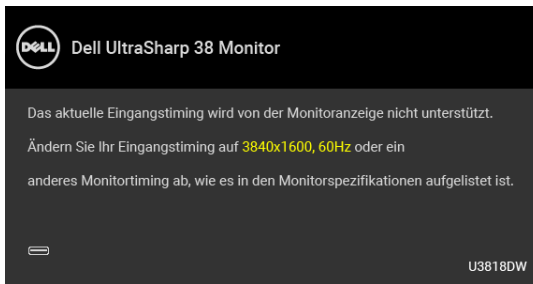 DELL
Dell UltraSharp 38 Monitor
Das aktuelle Eingangstiming wird von der Monitoranzeige nicht unterstützt.
Ändern Sie Ihr Eingangstiming auf 3840x1600, 60Hz oder ein
anderes Monitortiming ab, wie es in den Monitorspezifikationen aufgelistet ist.
U3818DW